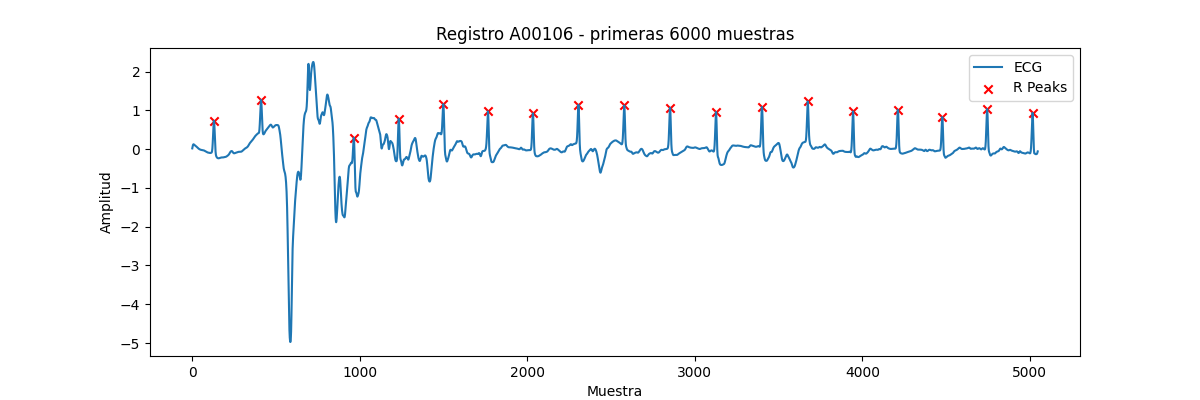 Registro A00106 - primeras 6000 muestras
ECG
R Peaks
Amplitud
2
1
0
−1
−2
−3
−4
−5
0 1000 2000 3000 4000 5000
Muestra